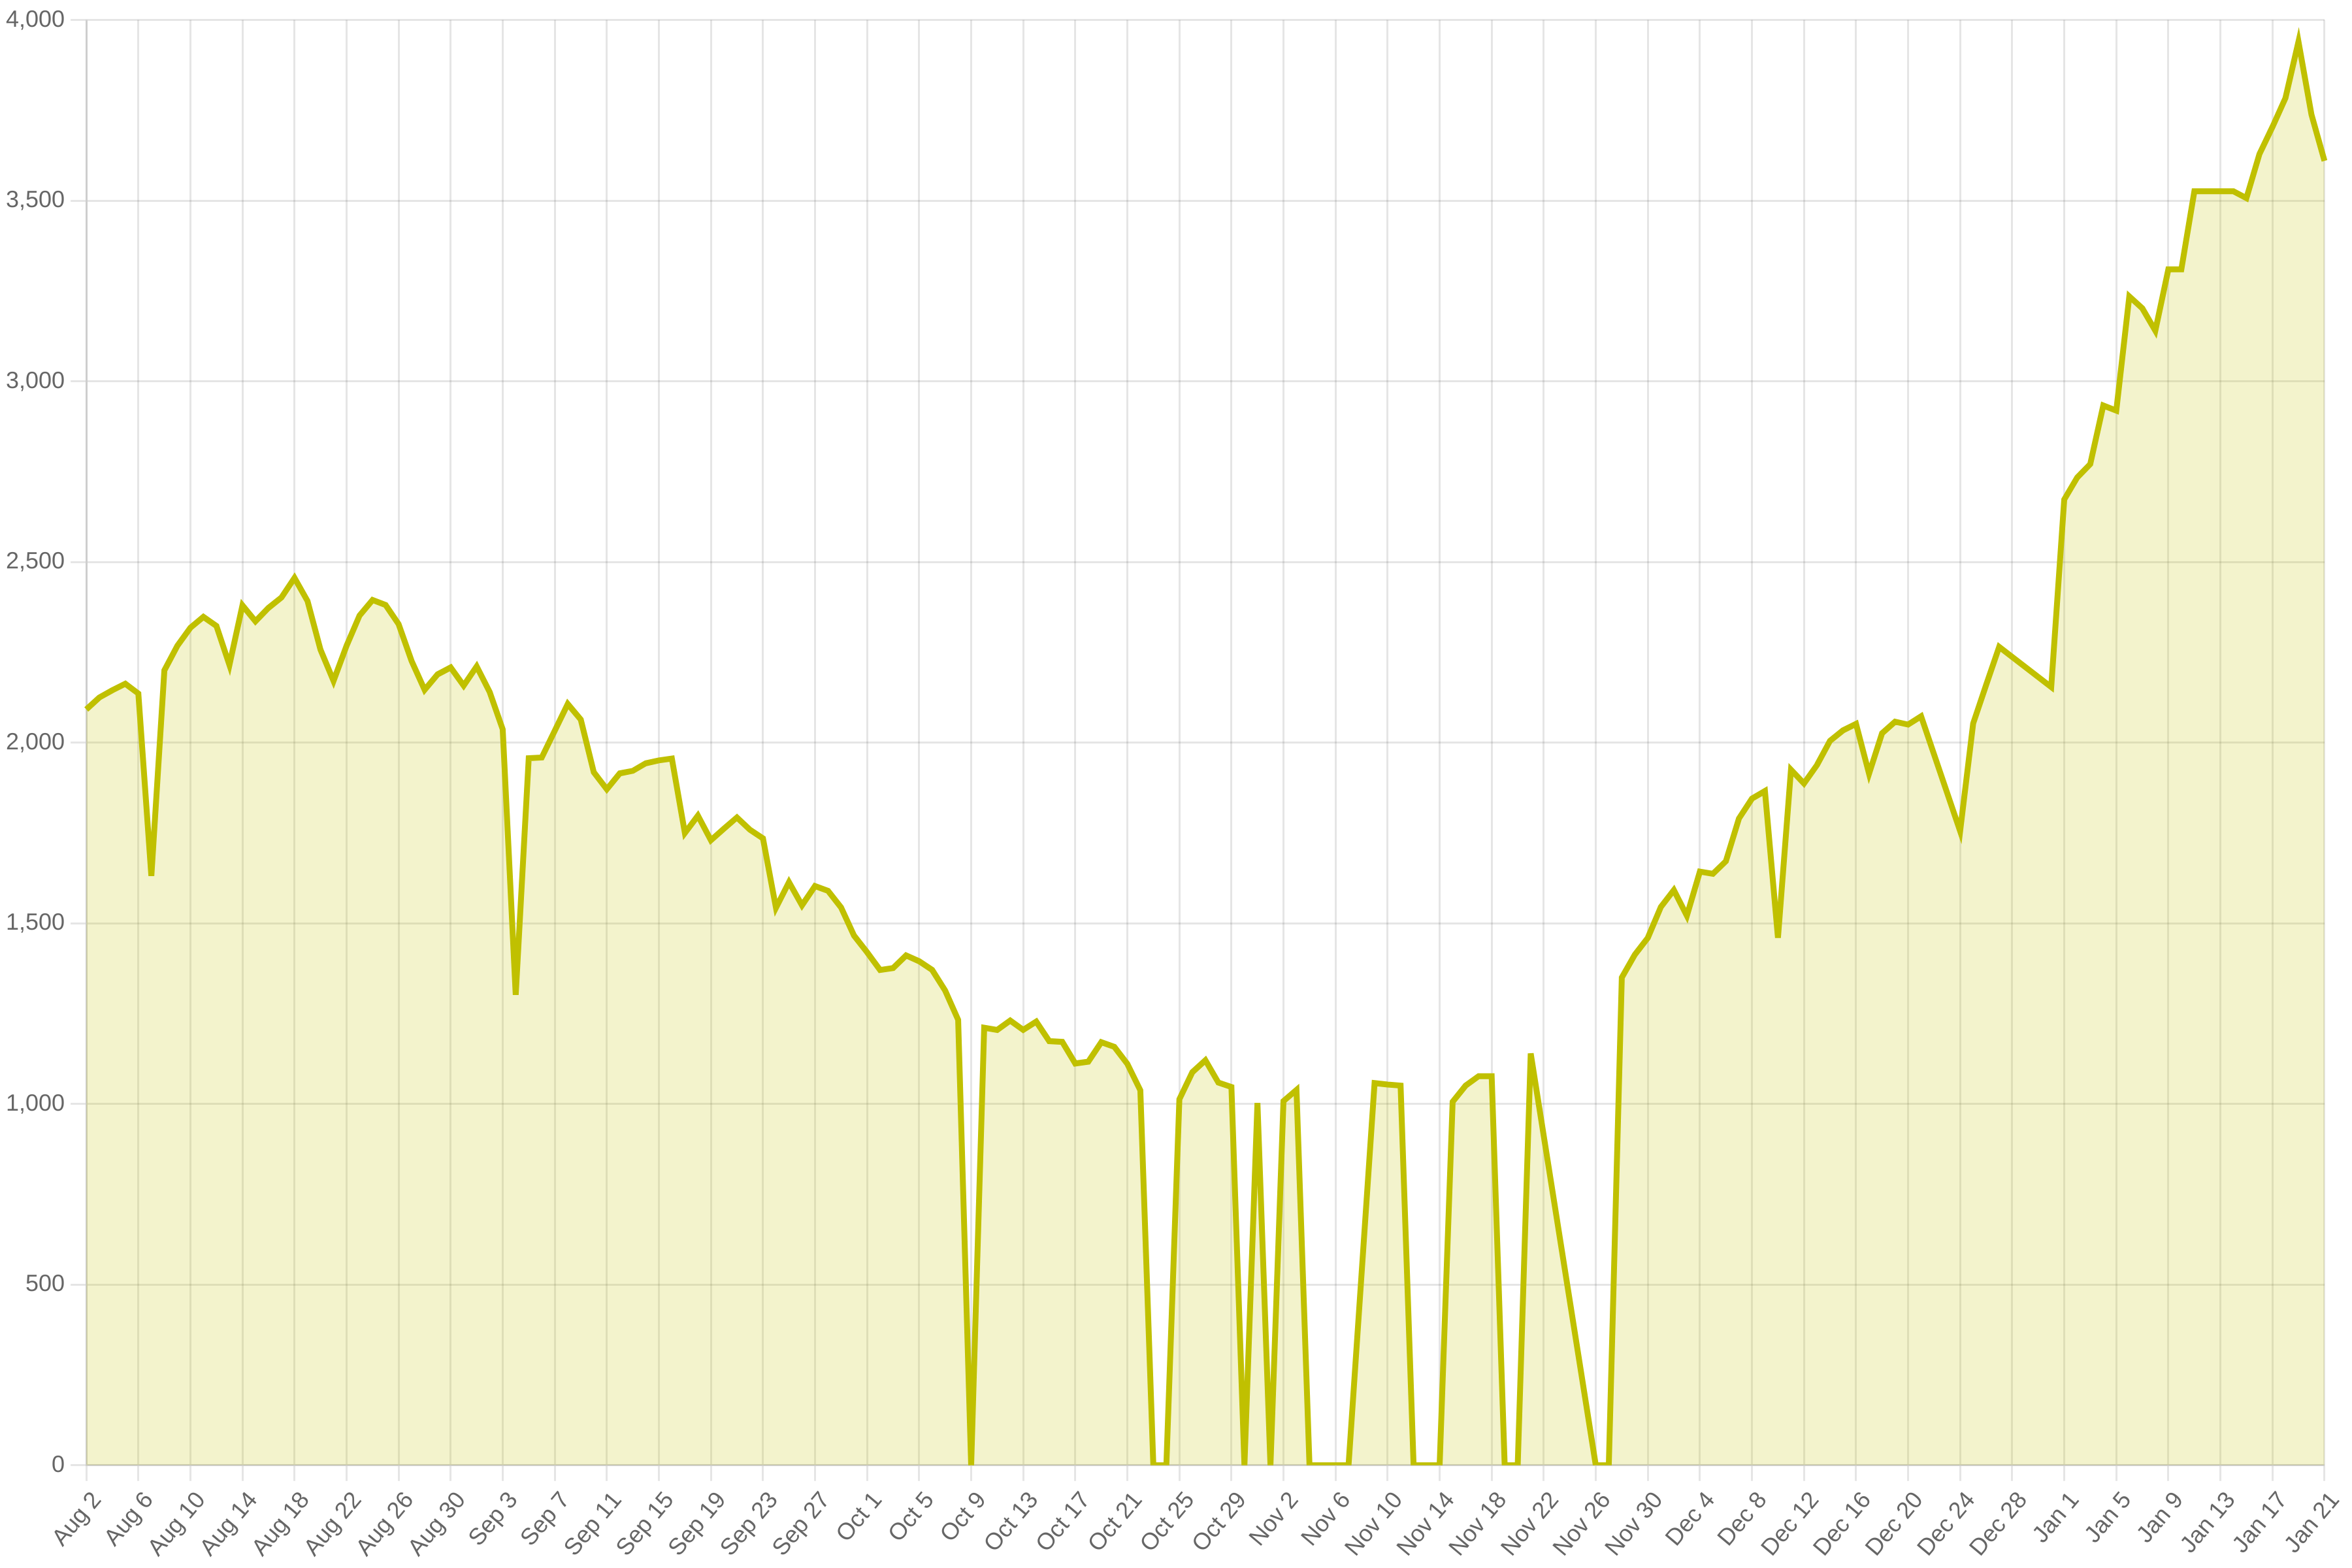 4,000
3,500
3,000
2,500
2,000
1,500
1,000
500
0
Aug 2
Aug 6
Aug 10
Aug 14
Aug 18
Aug 22
Aug 26
Aug 30
Sep 3
Sep 7
Sep 11
Sep 15
Sep 19
Sep 23
Sep 27
Oct 1
Oct 5
Oct 9
Oct 13
Oct 17
Oct 21
Oct 25
Oct 29
Nov 2
Nov 6
Nov 10
Nov 14
Nov 18
Nov 22
Nov 26
Nov 30
Dec 4
Dec 8
Dec 12
Dec 16
Dec 20
Dec 24
Dec 28
Jan 1
Jan 5
Jan 9
Jan 13
Jan 17
Jan 21